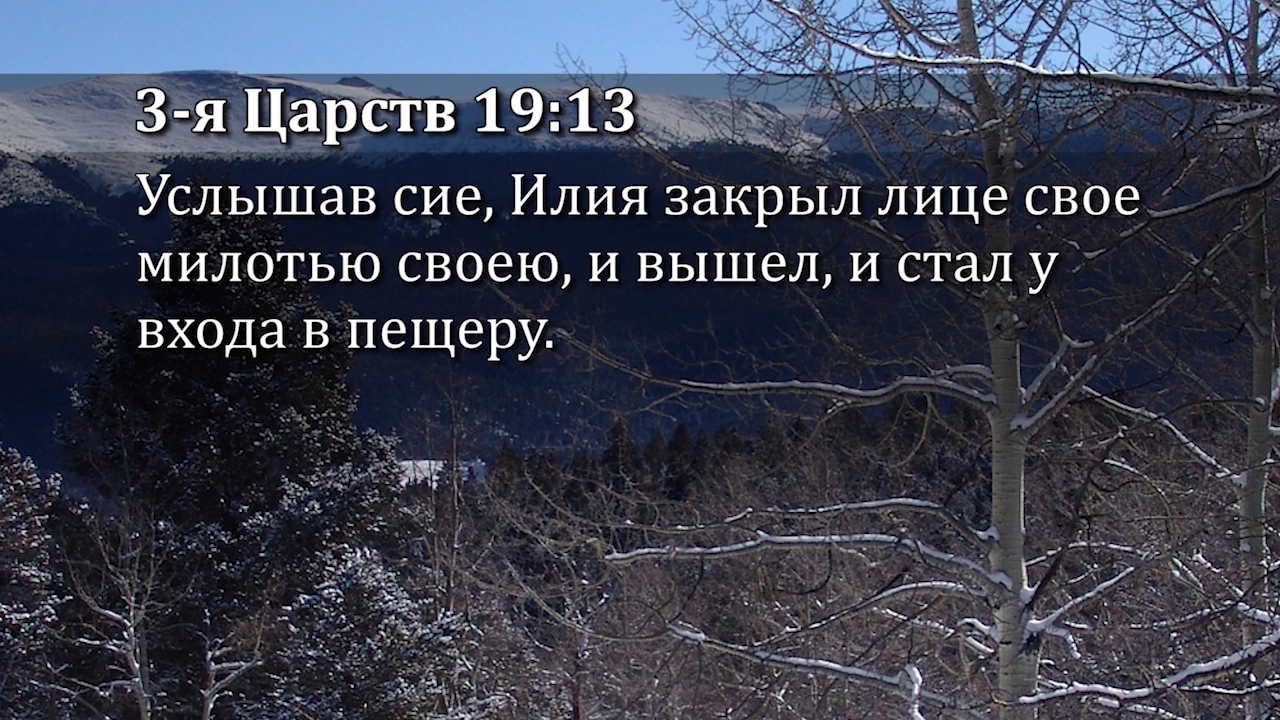 3-я Царств 19:13
Услышав сие, Илия закрыл лице свое
милотью своею, и вышел, и стал у
входа в пещеру.